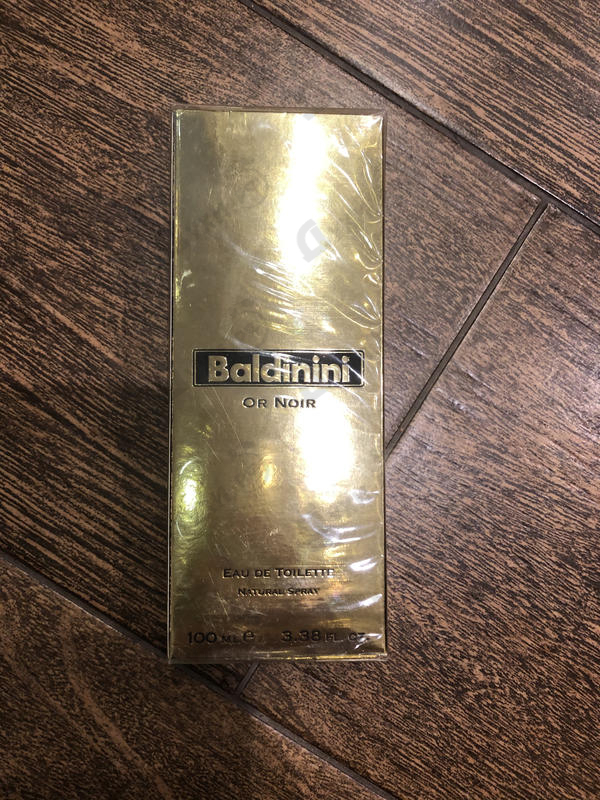 Baldinini
OR NOIR
EAU DE TOILETTE
NATURAL SPRAY
100 ML e 3.38 FL. OZ.